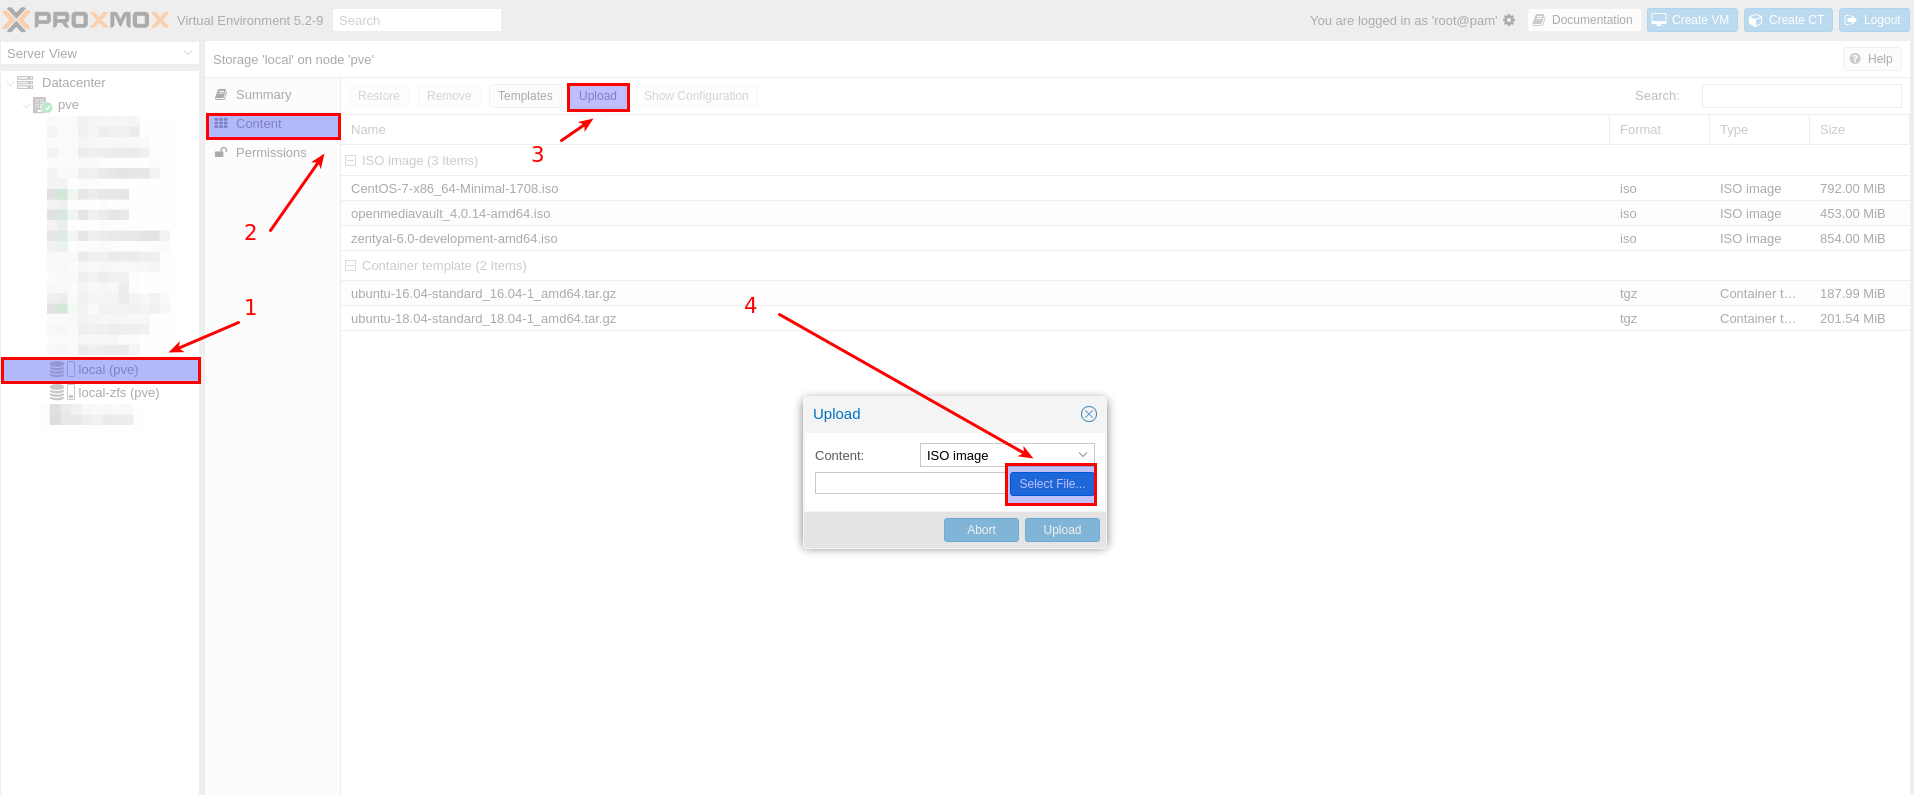 PROXMOX Virtual Environment 5.2-9 Search You are logged in as 'root@pam' Documentation Create VM Create CT Logout
Server View
Storage 'local' on node 'pve' Help
Datacenter
pve
local (pve)
local-zfs (pve)
Summary
Content
Permissions
Restore Remove Templates Upload Show Configuration Search:
Name Format Type Size
ISO image (3 Items)
CentOS-7-x86_64-Minimal-1708.iso iso ISO image 792.00 MiB
openmediavault_4.0.14-amd64.iso iso ISO image 453.00 MiB
zentyal-6.0-development-amd64.iso iso ISO image 854.00 MiB
Container template (2 Items)
ubuntu-16.04-standard_16.04-1_amd64.tar.gz tgz Container t... 187.99 MiB
ubuntu-18.04-standard_18.04-1_amd64.tar.gz tgz Container t... 201.54 MiB
1
2
3
4
Upload
Content: ISO image
Select File...
Abort Upload